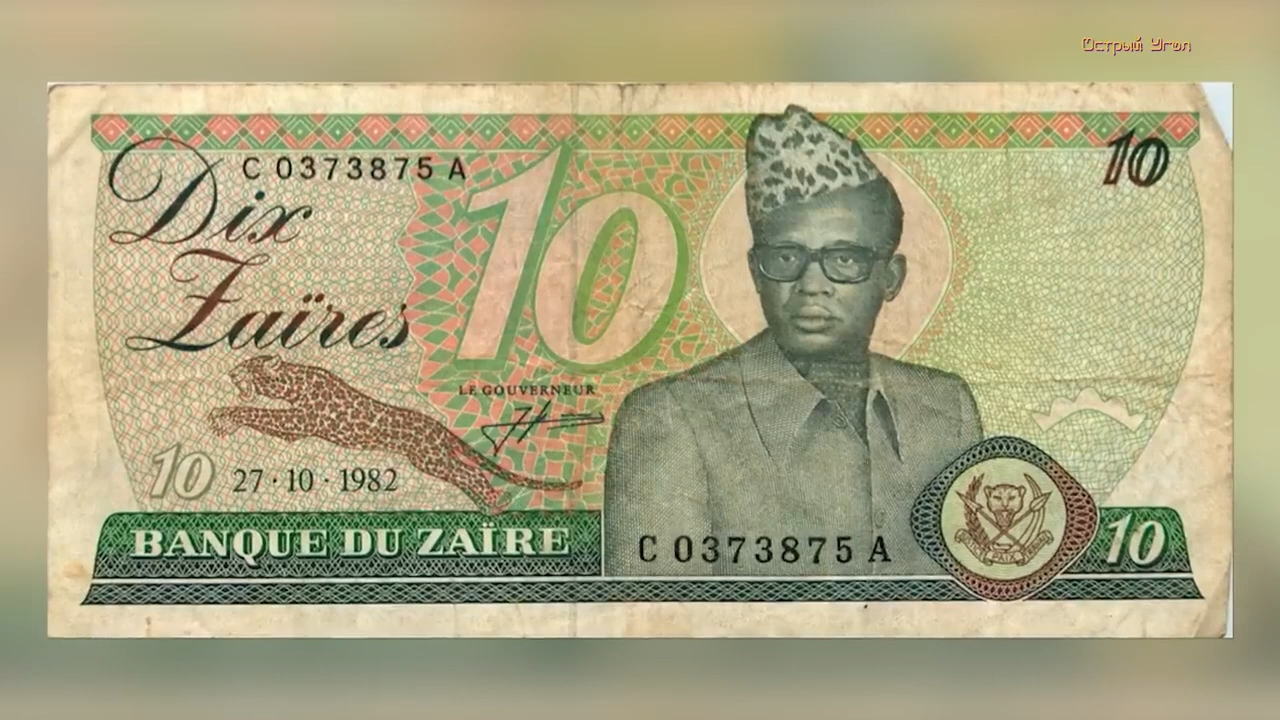 Острый Угол
C 0373875 A
10
Dix
10
Zaïres
LE GOUVERNEUR
10
27·10·1982
BANQUE DU ZAÏRE
C 0373875 A
10